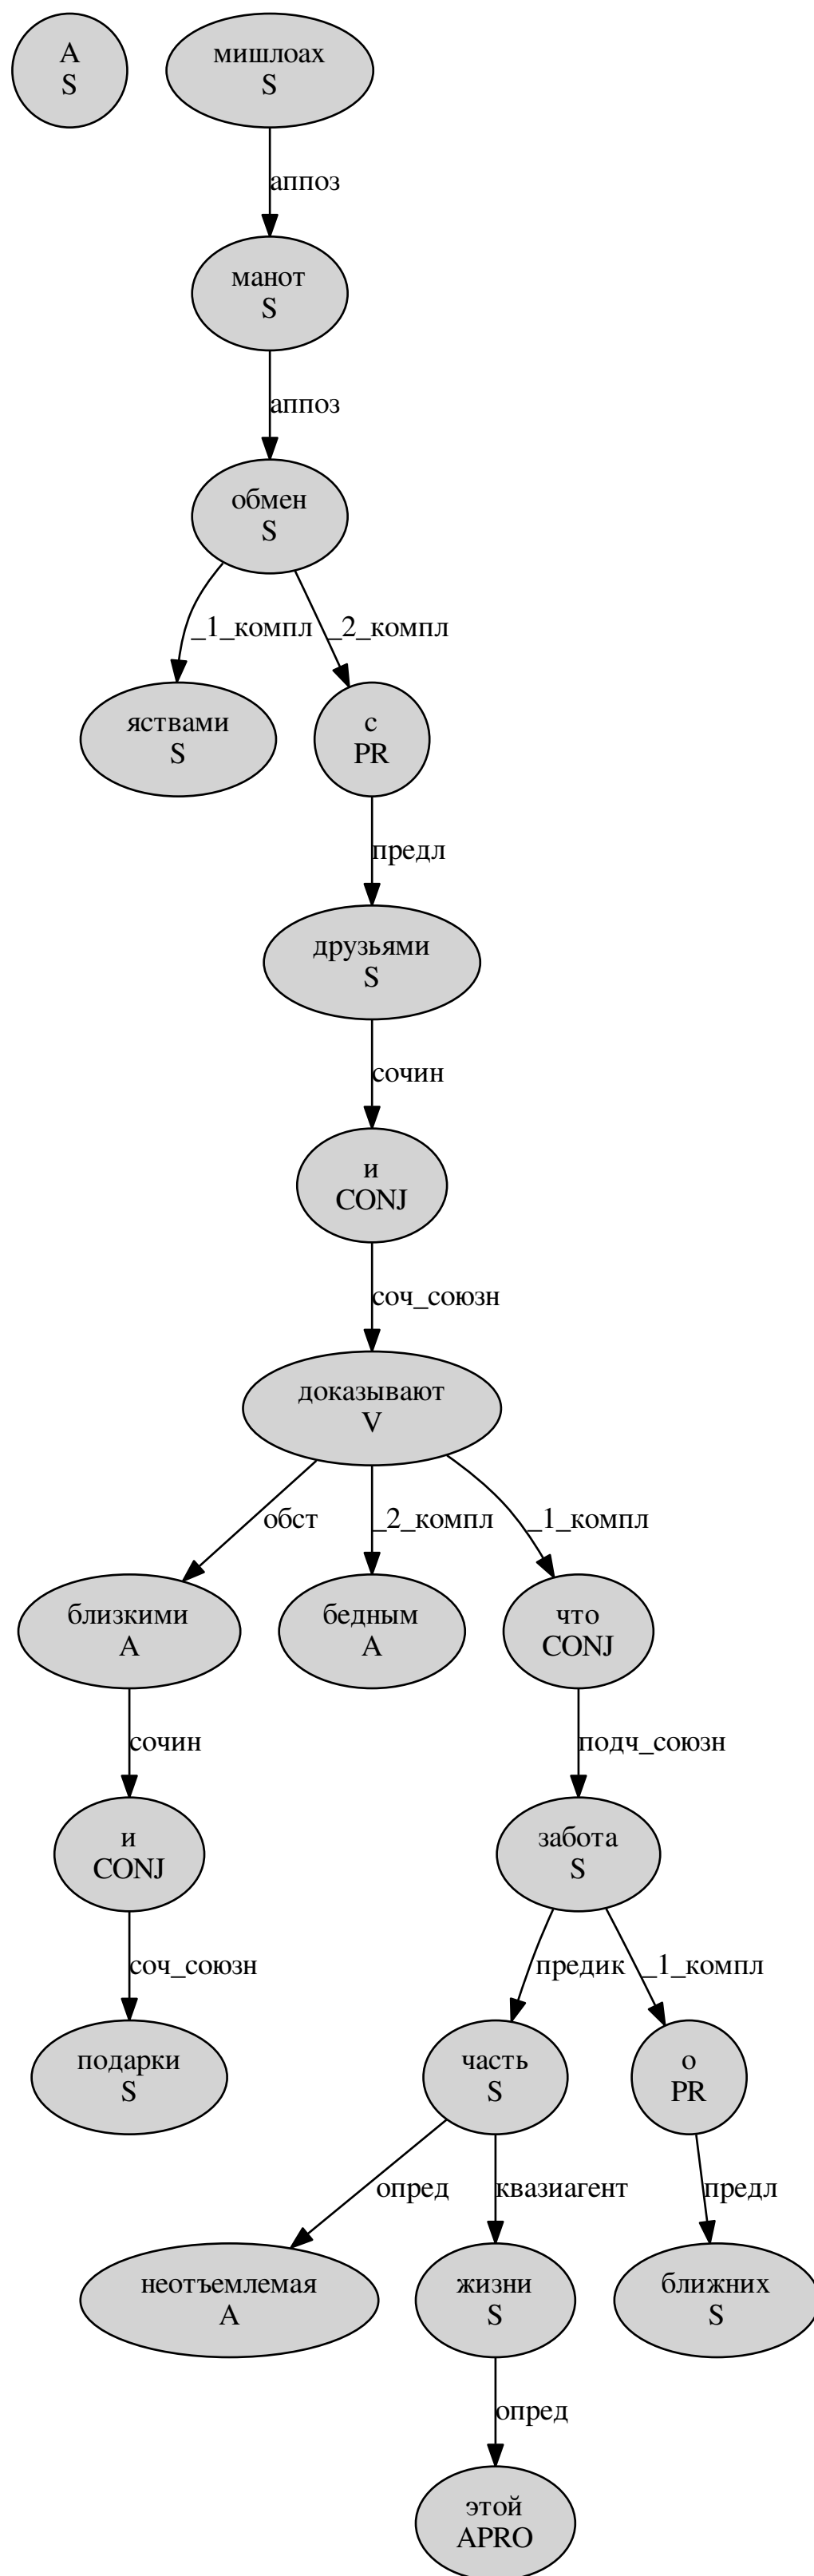 А
S
мишлоах
S
аппоз
манот
S
аппоз
обмен
S
_1_компл
_2_компл
яствами
S
с
PR
предл
друзьями
S
сочин
и
CONJ
соч_союзн
доказывают
V
обст
_2_компл
_1_компл
близкими
A
бедным
A
что
CONJ
сочин
подч_союзн
и
CONJ
забота
S
соч_союзн
предик
_1_компл
подарки
S
часть
S
о
PR
опред
квазиагент
предл
неотъемлемая
A
жизни
S
ближних
S
опред
этой
APRO